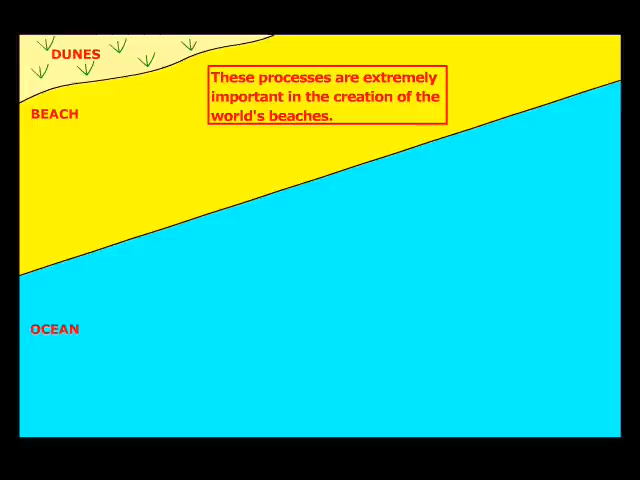 DUNES
These processes are extremely
important in the creation of the
world's beaches.
BEACH
OCEAN